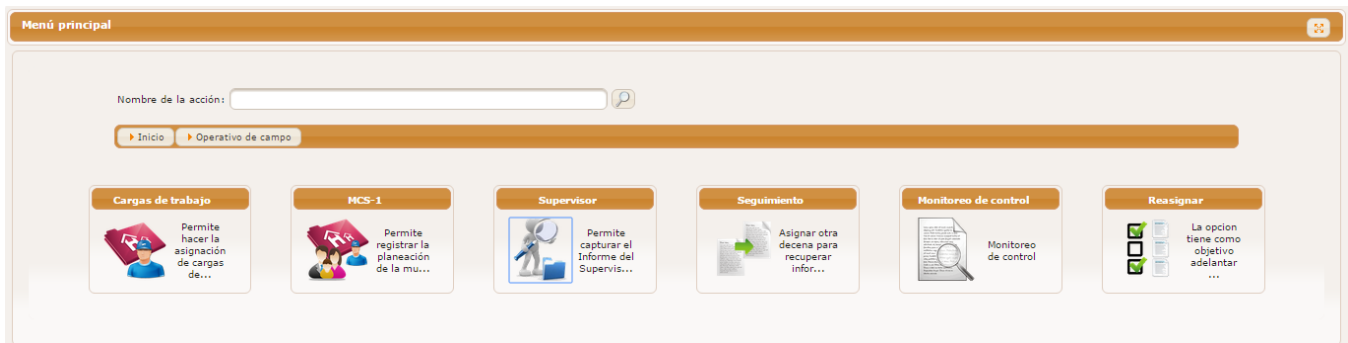 Menú principal
Nombre de la acción:
Inicio
Operativo de campo
Cargas de trabajo
Permite
hacer la
asignación
de cargas
de...
MCS-1
Permite
registrar la
planeación
de la mu...
Supervisor
Permite
capturar el
Informe del
Supervis...
Seguimiento
Asignar otra
decena para
recuperar
infor...
Monitoreo de control
Monitoreo
de control
Reasignar
La opcion
tiene como
objetivo
adelantar
...